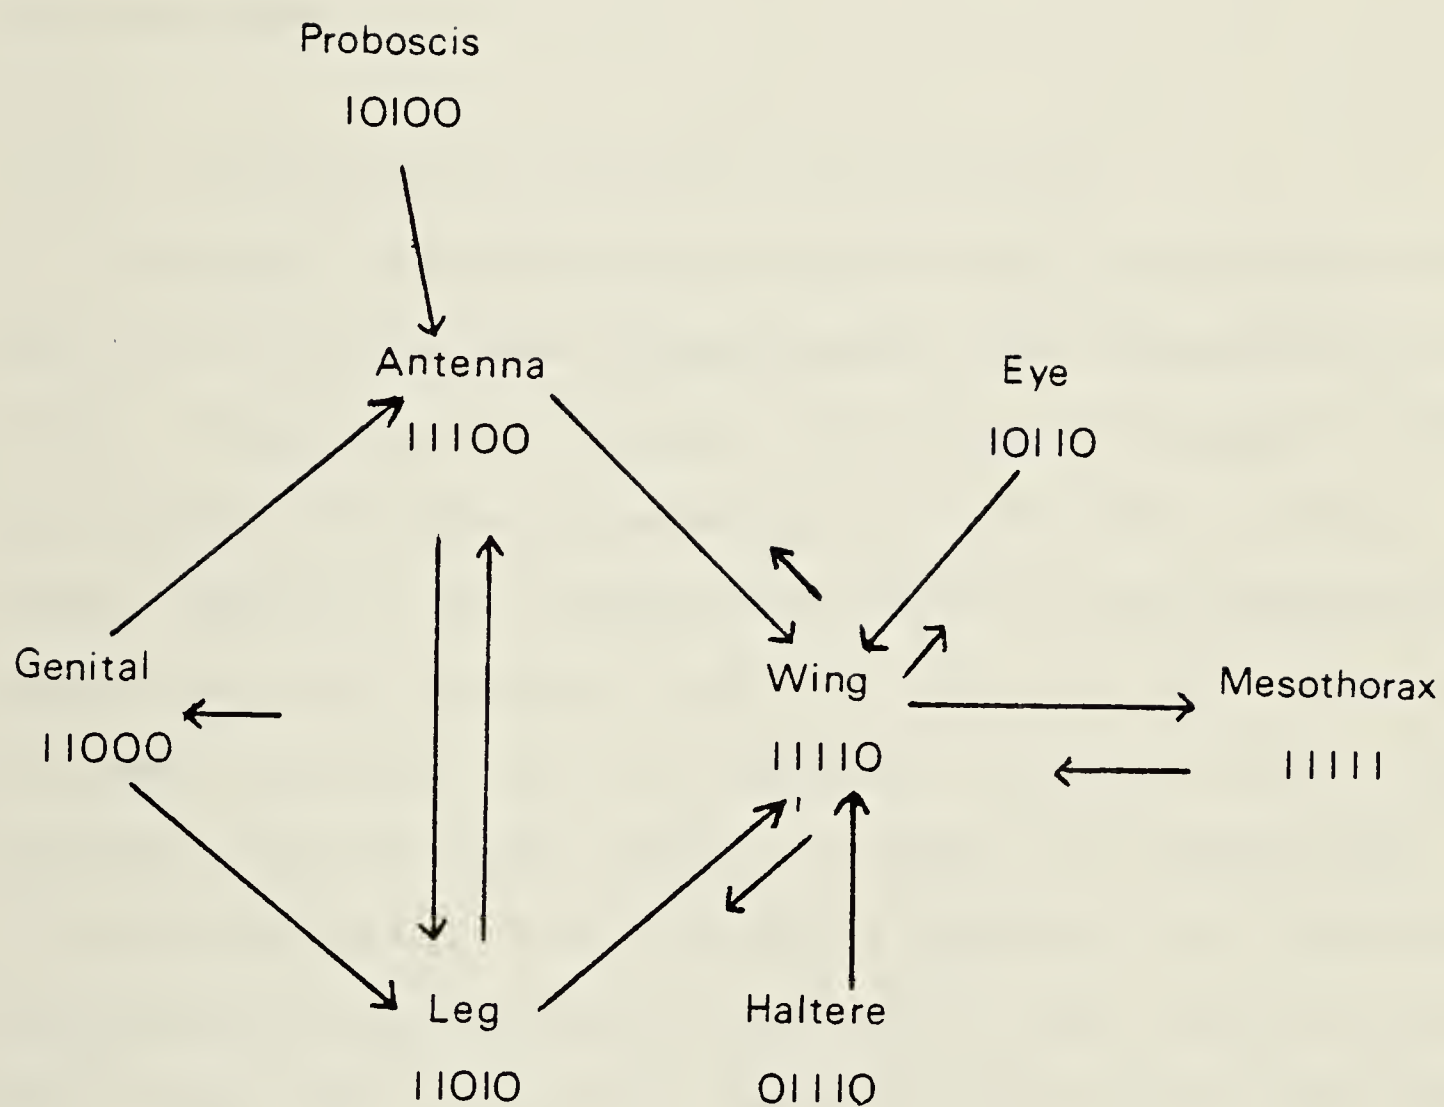 Proboscis
10100
Antenna
11100
Eye
10110
Genital
11000
Wing
11110
Mesothorax
11111
Leg
11010
Haltere
01110